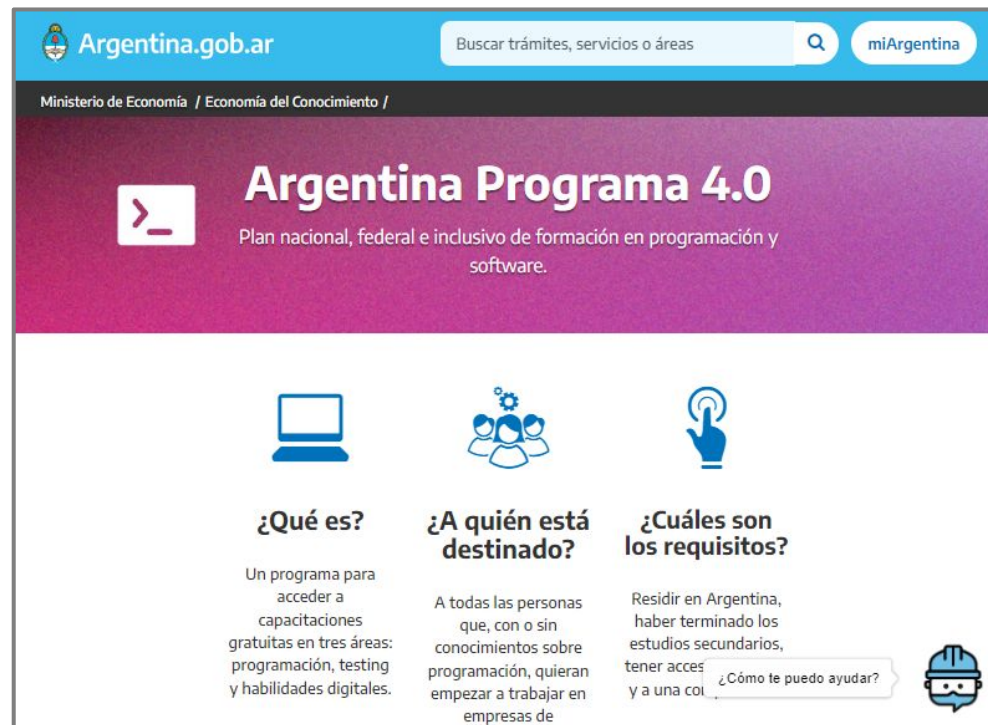 Argentina.gob.ar
Buscar trámites, servicios o áreas
miArgentina
Ministerio de Economía / Economía del Conocimiento /
>_
Argentina Programa 4.0
Plan nacional, federal e inclusivo de formación en programación y
software.
¿Qué es?
Un programa para
acceder a
capacitaciones
gratuitas en tres áreas:
programación, testing
y habilidades digitales.
¿A quién está
destinado?
A todas las personas
que, con o sin
conocimientos sobre
programación, quieran
empezar a trabajar en
empresas de
¿Cuáles son
los requisitos?
Residir en Argentina,
haber terminado los
estudios secundarios,
tener
y a una
¿Cómo te puedo ayudar?